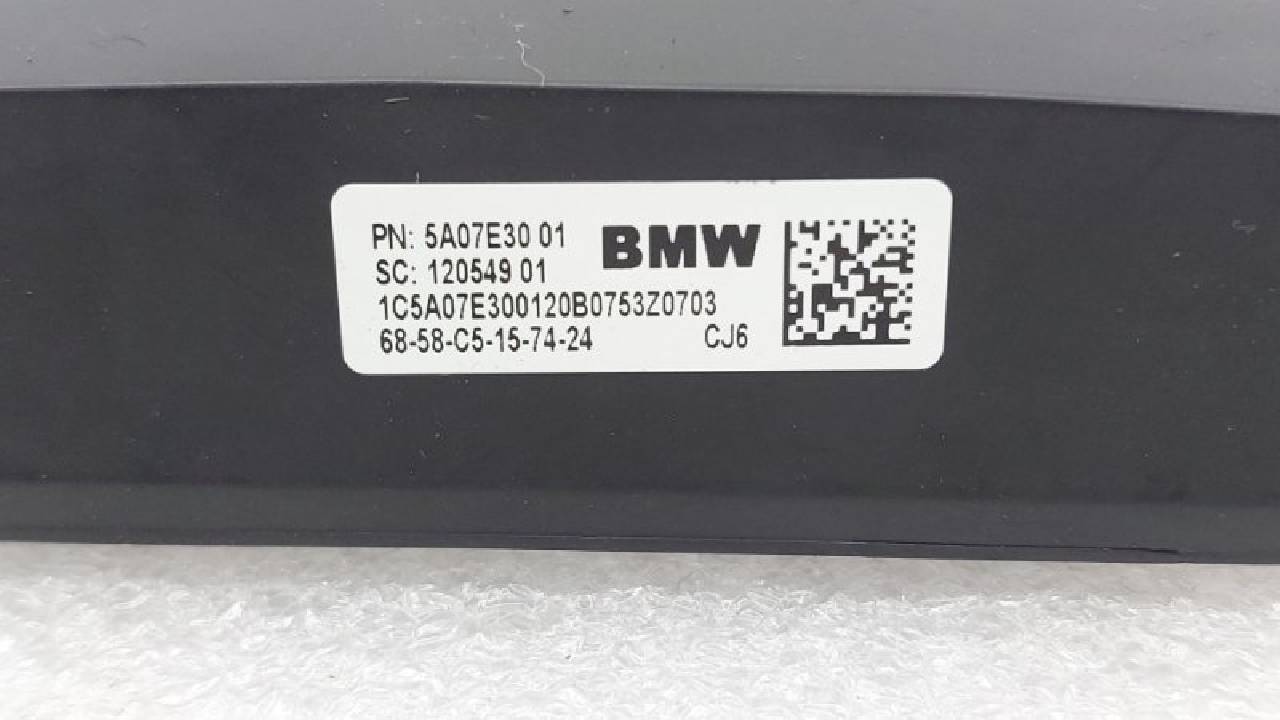 PN: 5A07E30 01 BMW
SC: 120549 01
1C5A07E300120B0753Z0703
68-58-C5-15-74-24 CJ6